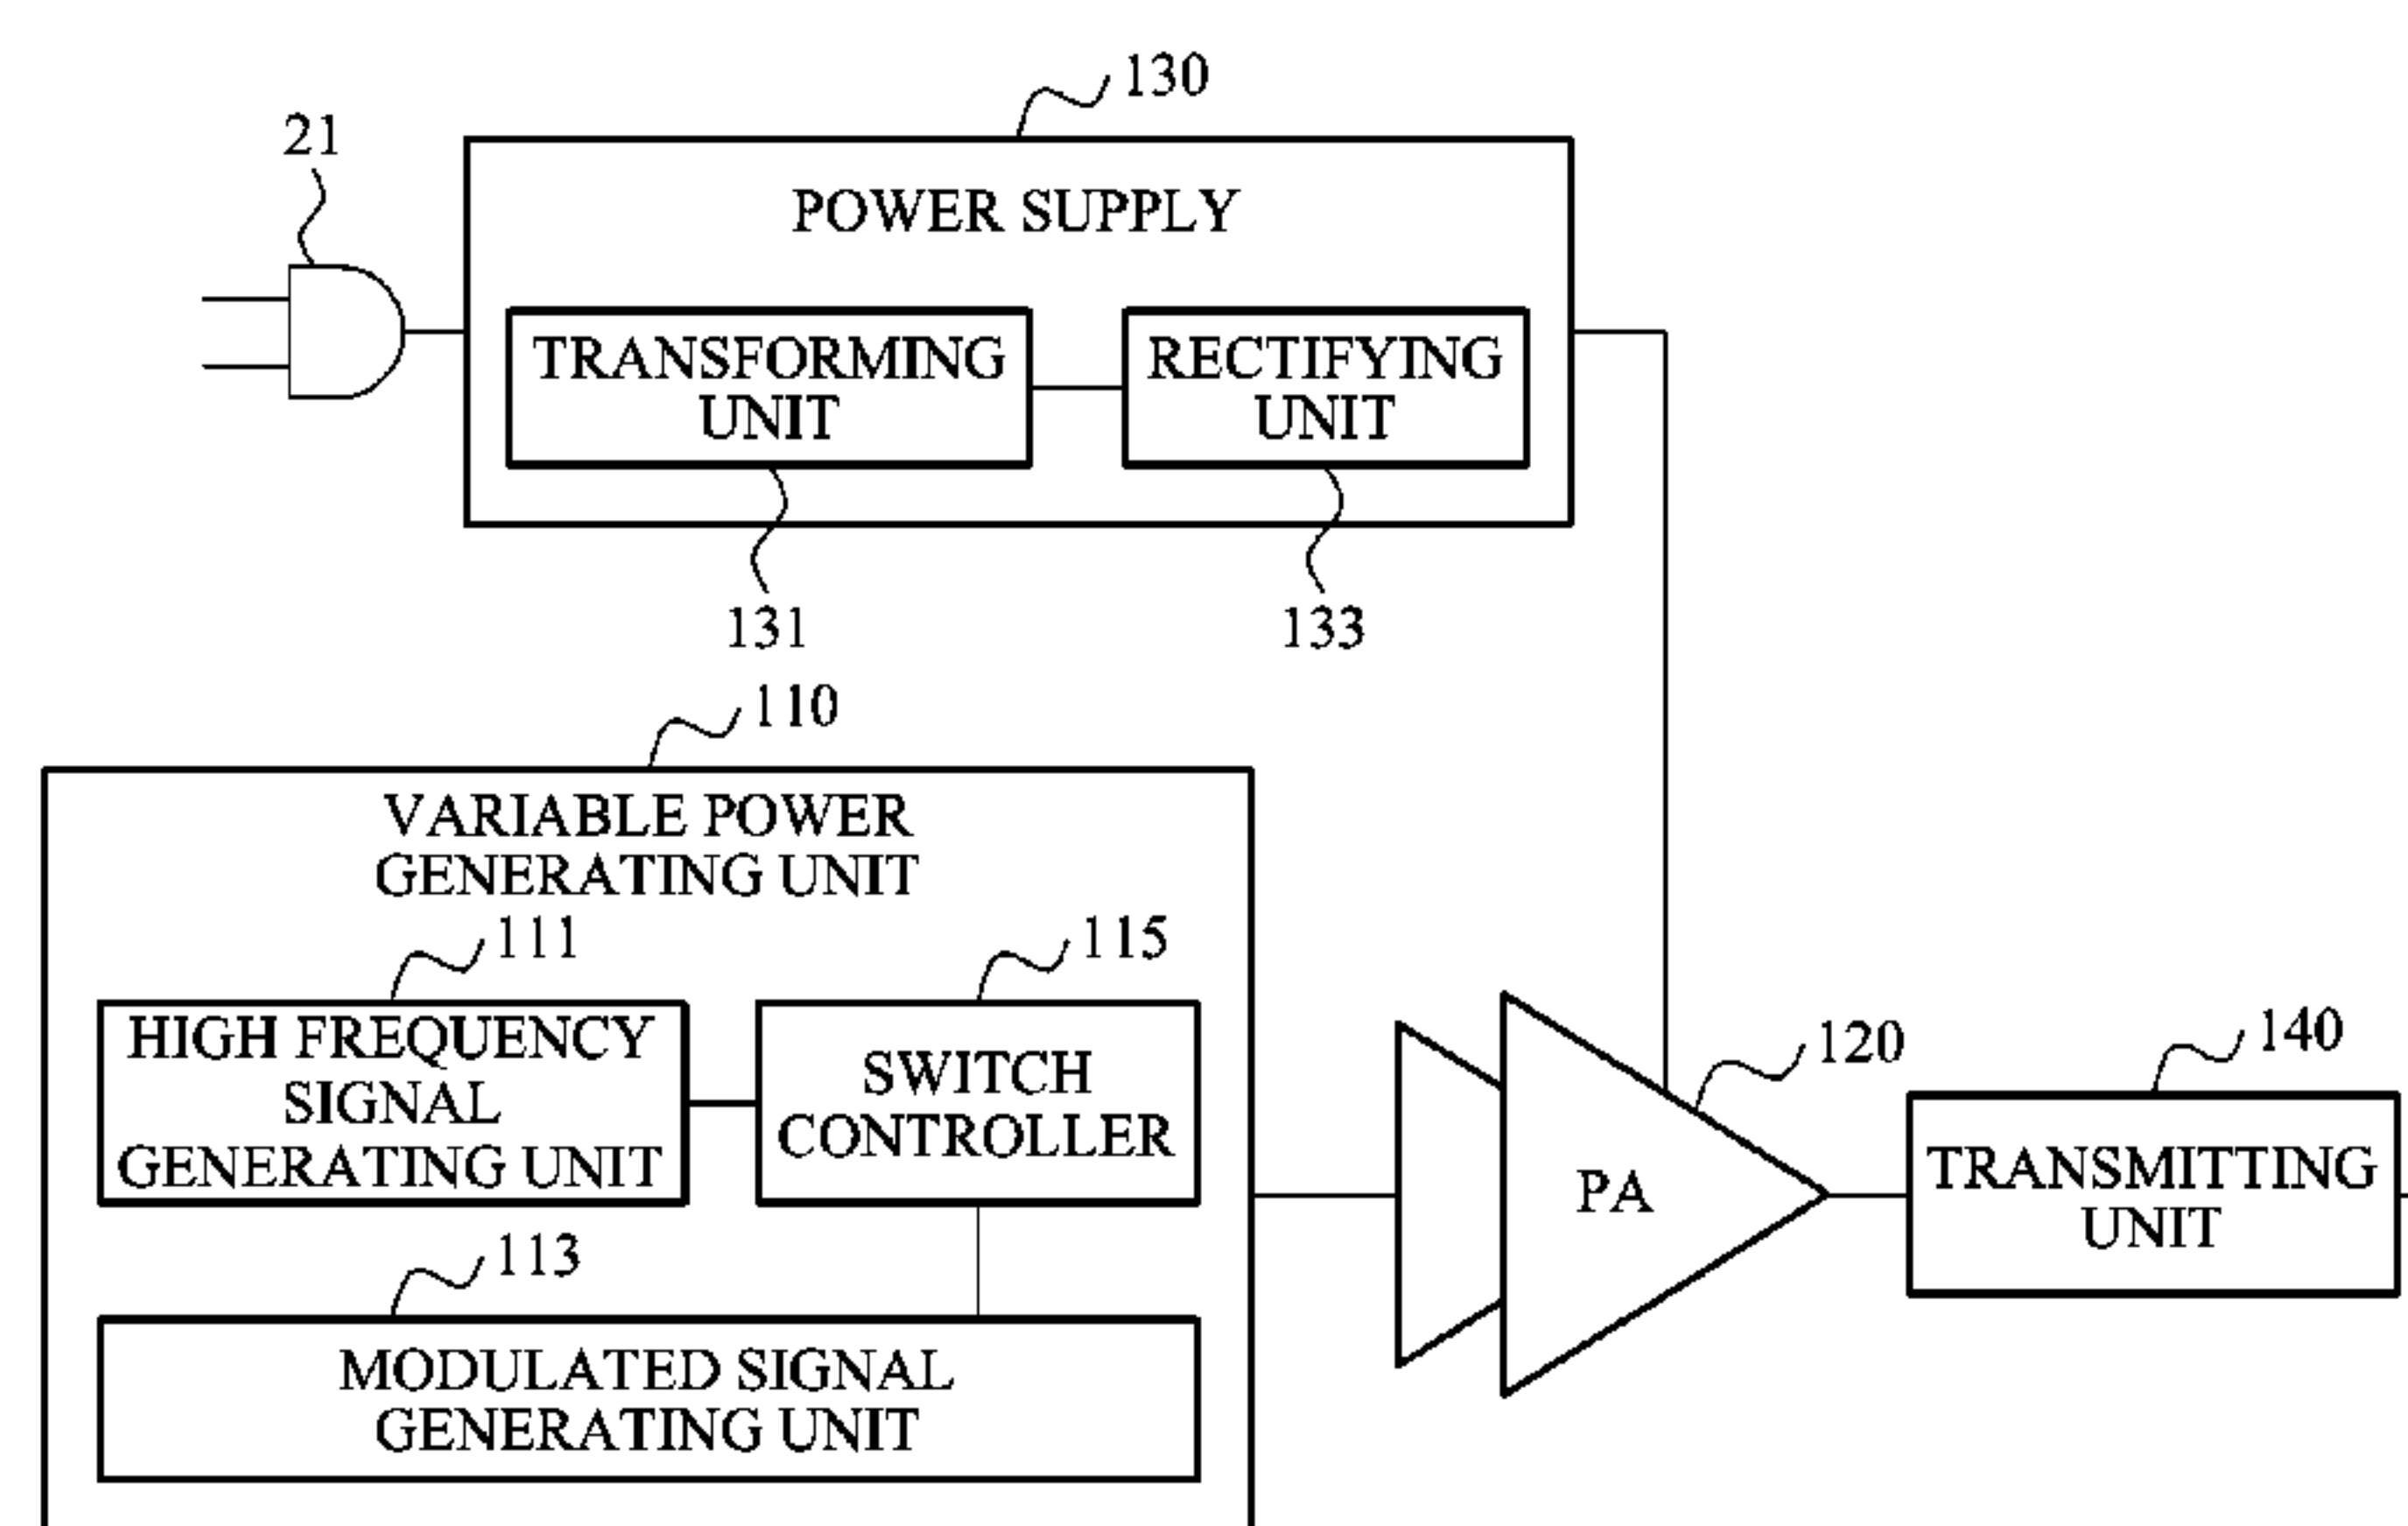 130
21
POWER SUPPLY
TRANSFORMING
UNIT
RECTIFYING
UNIT
131
133
110
VARIABLE POWER
GENERATING UNIT
111
115
HIGH FREQUENCY
SIGNAL
GENERATING UNIT
SWITCH
CONTROLLER
120
140
PA
TRANSMITTING
UNIT
113
MODULATED SIGNAL
GENERATING UNIT